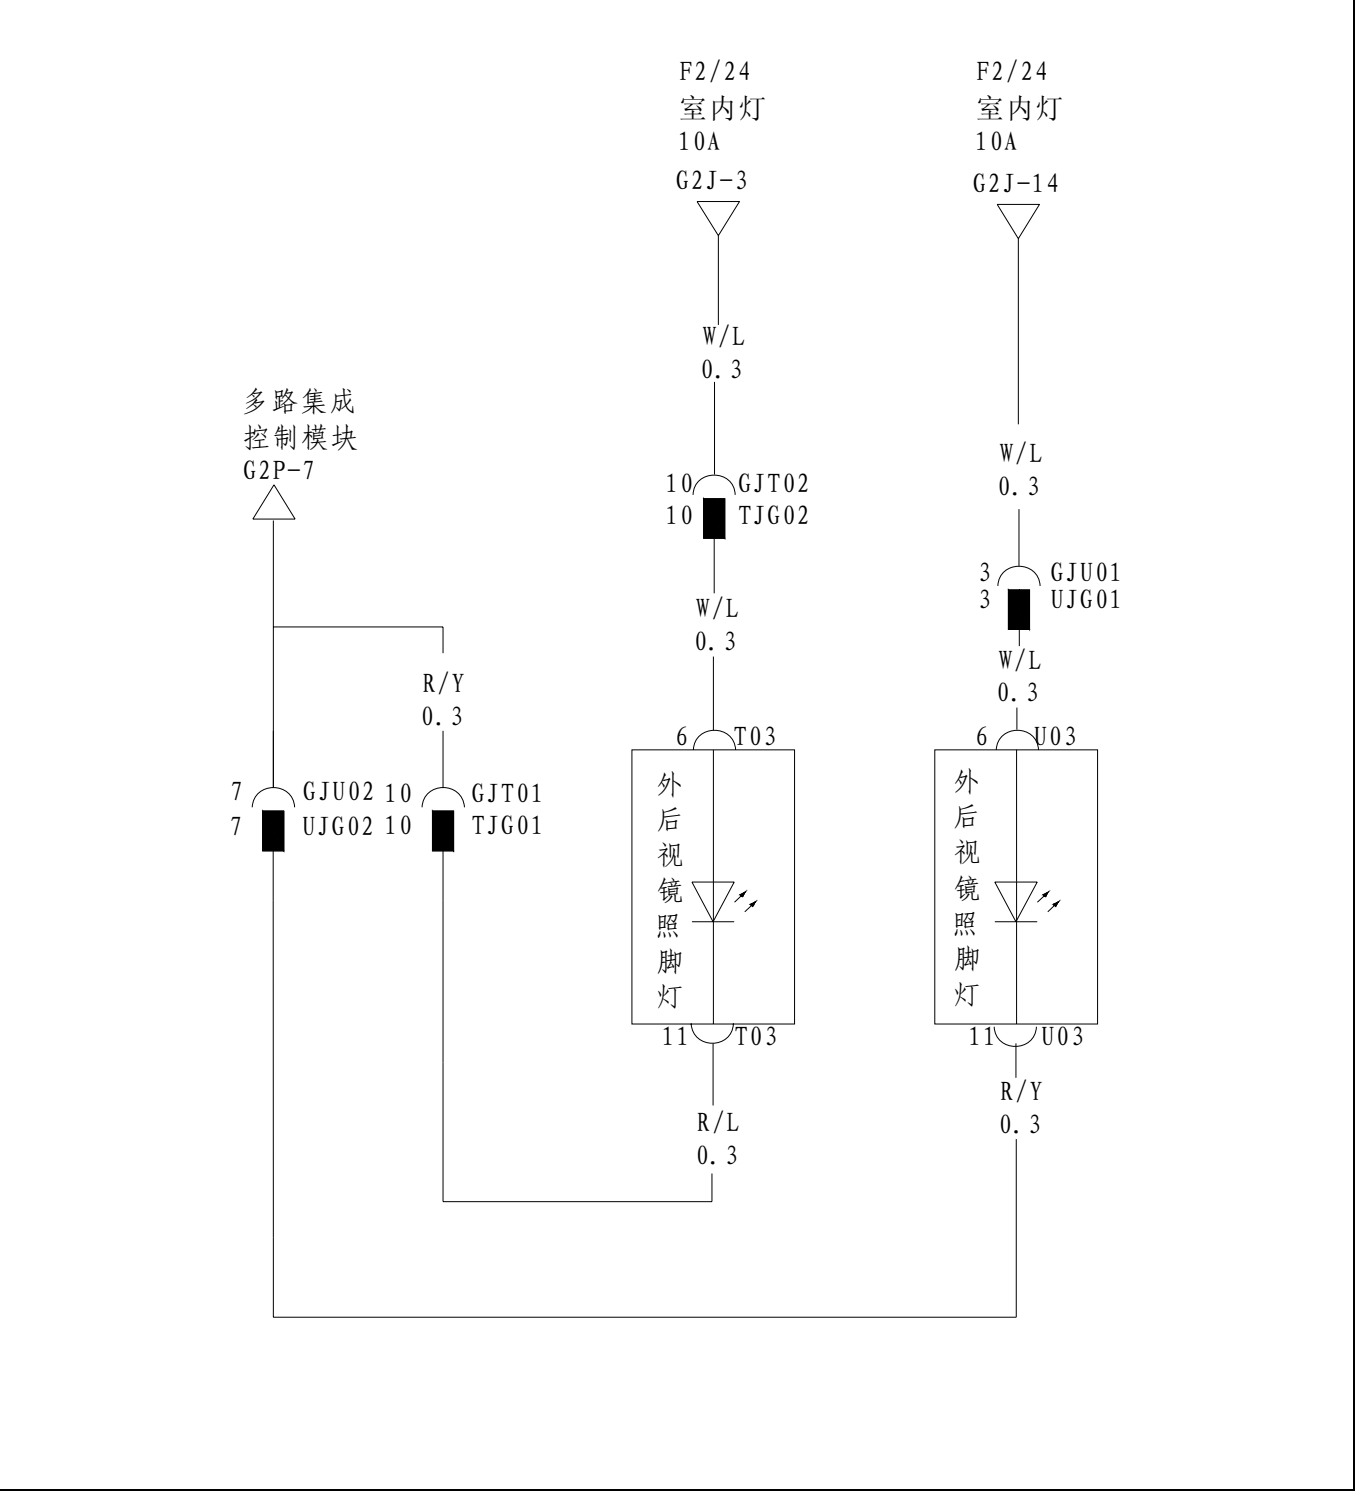 F2/24
室内灯
10A
G2J-3
F2/24
室内灯
10A
G2J-14
W/L
0.3
多路集成
控制模块
G2P-7
W/L
0.3
10 GJT02
10 TJG02
3 GJU01
3 UJG01
W/L
0.3
W/L
0.3
R/Y
0.3
6 T03
6 U03
7 GJU02
7 UJG02
10 GJT01
10 TJG01
外后视镜照脚灯
外后视镜照脚灯
11 T03
11 U03
R/L
0.3
R/Y
0.3